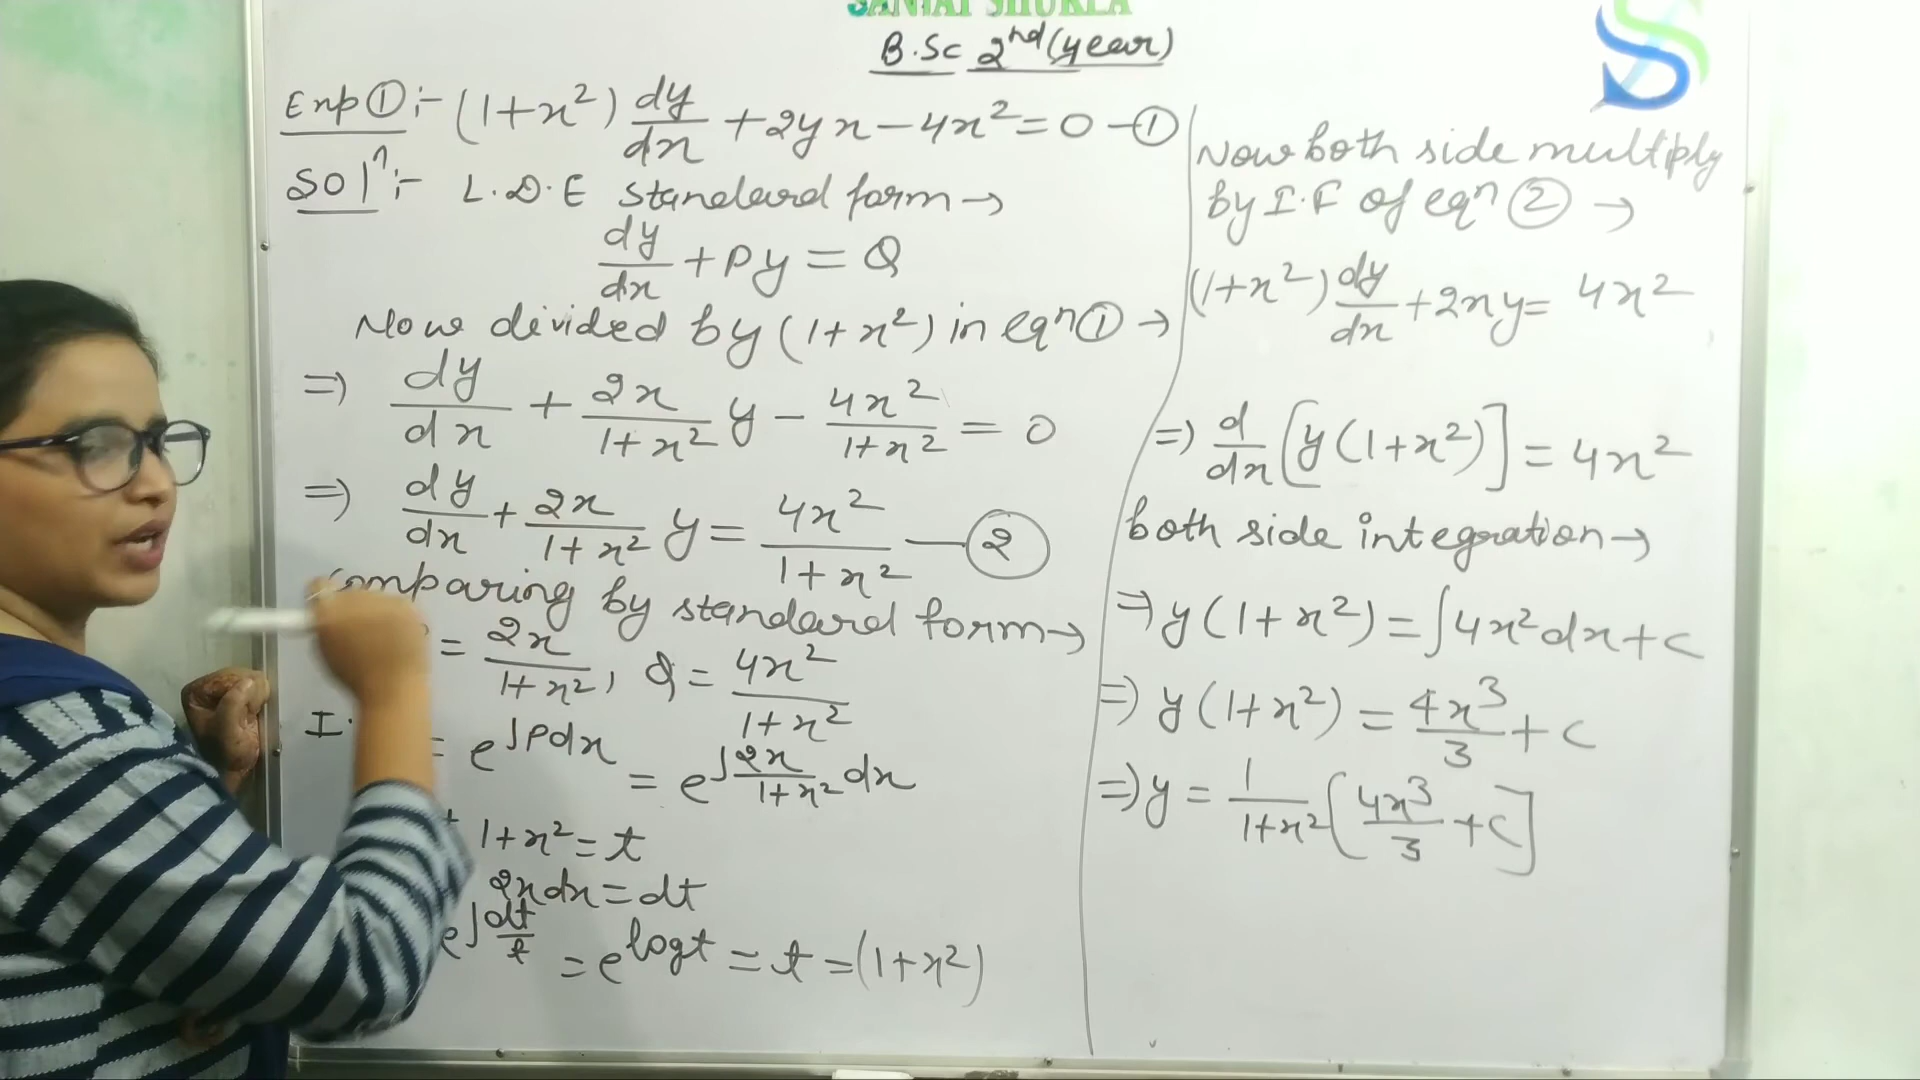 SANJAI SHUKLA
B.Sc 2nd (year)
Exp ① :- (1+x²) dy/dx + 2yx - 4x² = 0 - ①
Solⁿ :- L.D.E standard form →
dy/dx + Py = Q
Now divided by (1+x²) in eqⁿ ① →
⇒ dy/dx + 2x/1+x² y - 4x²/1+x² = 0
⇒ dy/dx + 2x/1+x² y = 4x²/1+x² — ②
Comparing by standard form →
= 2x/1+x², Q = 4x²/1+x²
I. = e^∫Pdx = e^∫2x/1+x² dx
1+x² = t
2xdx = dt
e^∫dt/t = e^logt = t = (1+x²)
Now both side multiply
by I.F of eqⁿ ② →
(1+x²) dy/dx + 2xy = 4x²
⇒ d/dx [y(1+x²)] = 4x²
both side integration →
⇒ y(1+x²) = ∫4x²dx + c
⇒ y(1+x²) = 4x³/3 + c
⇒ y = 1/1+x² [4x³/3 + c]